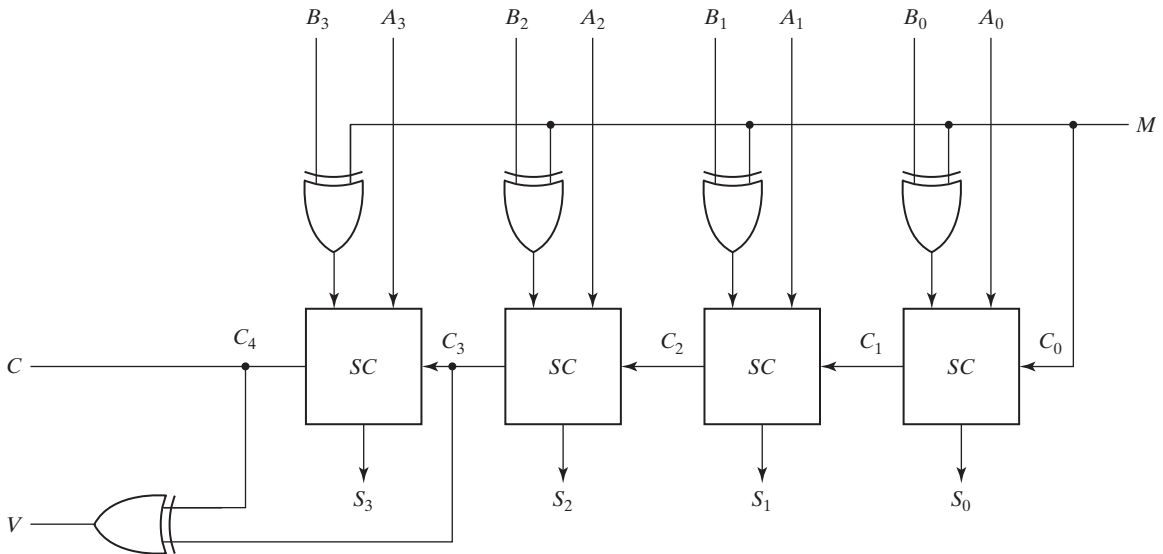 B₃ A₃ B₂ A₂ B₁ A₁ B₀ A₀
M
C₄ C₃ C₂ C₁ C₀
C SC SC SC SC
S₃ S₂ S₁ S₀
V